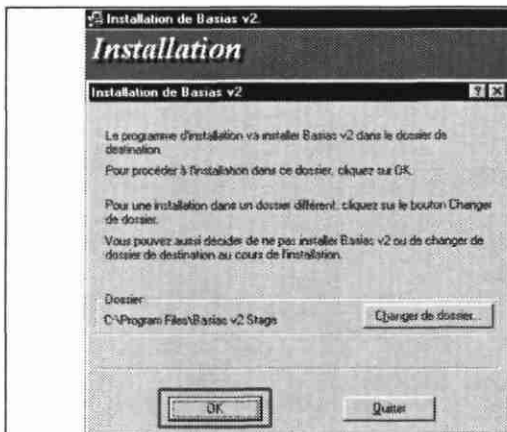 Installation de Basias v2.
Installation
Installation de Basias v2
Le programme d'installation va installer Basias v2 dans le dossier de
destination.
Pour procéder à l'installation dans ce dossier, cliquez sur OK.
Pour une installation dans un dossier différent, cliquez sur le bouton Changer
de dossier.
Vous pouvez aussi décider de ne pas installer Basias v2 ou de changer de
dossier de destination au cours de l'installation.
Dossier:
C:\Program Files\Basias v2 Stage
Changer de dossier...
OK
Quitter